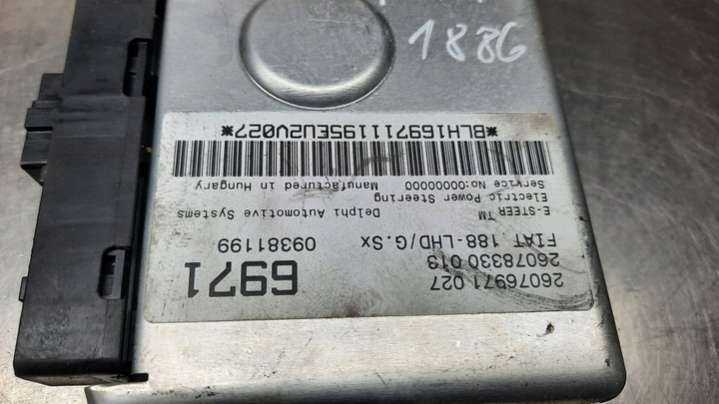 1886
26076971 027
26078330 013
6971
FIAT 188-LHD/G.Sx
09381199
E-STEER TM
Delphi Automotive Systems
Electric Power Steering
Service No:00000000
Manufactured in Hungary
*BLH1697111195EU2V027*